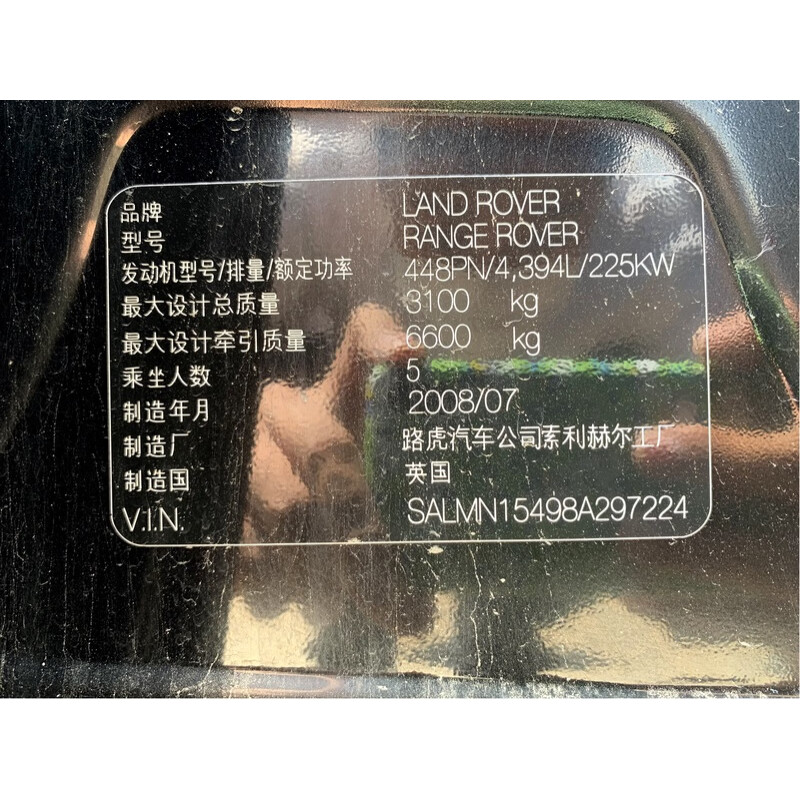 品牌 LAND ROVER
型号 RANGE ROVER
发动机型号/排量/额定功率 448PN/4,394L/225KW
最大设计总质量 3100 kg
最大设计牵引质量 6600 kg
乘坐人数 5
制造年月 2008/07
制造厂 路虎汽车公司索利赫尔工厂
制造国 英国
V.I.N. SALMN15498A297224